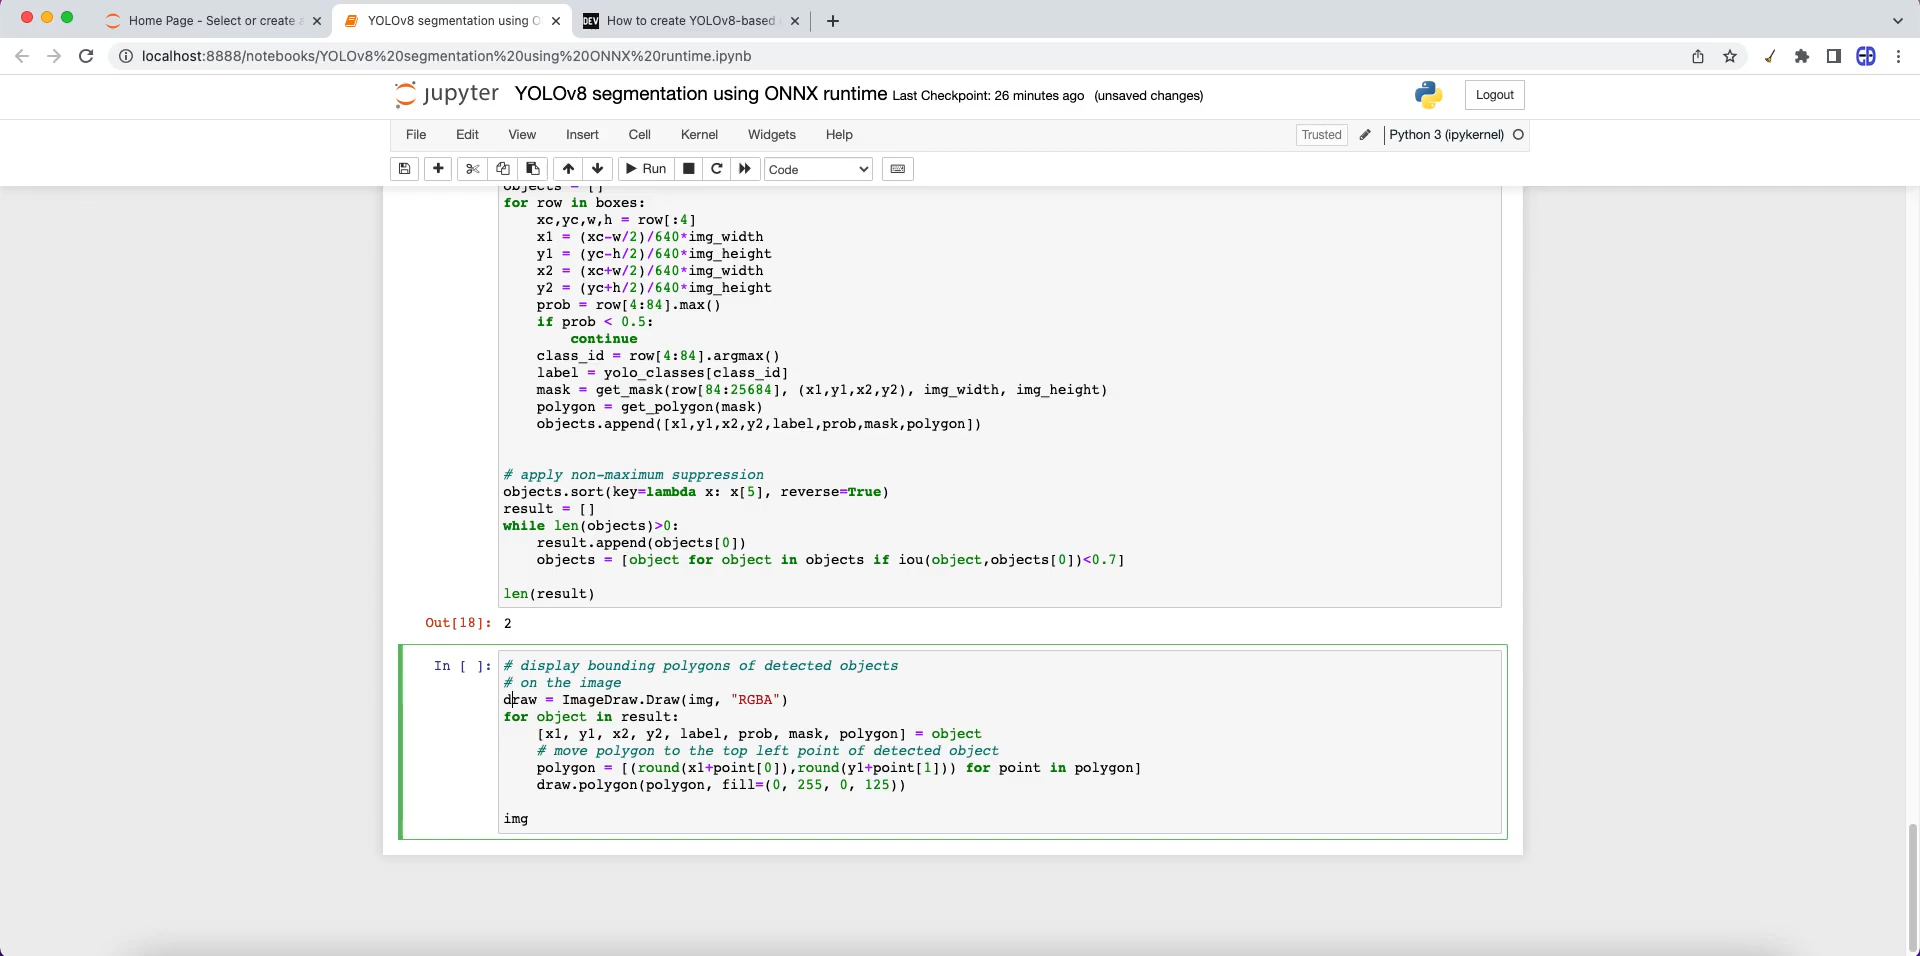 Home Page - Select or create a
YOLOv8 segmentation using O
DEV How to create YOLOv8-based
localhost:8888/notebooks/YOLOv8%20segmentation%20using%20ONNX%20runtime.ipynb
jupyter YOLOv8 segmentation using ONNX runtime Last Checkpoint: 26 minutes ago (unsaved changes)
Logout
File Edit View Insert Cell Kernel Widgets Help
Trusted Python 3 (ipykernel)
Run Code
objects = []
for row in boxes:
    xc,yc,w,h = row[:4]
    x1 = (xc-w/2)/640*img_width
    y1 = (yc-h/2)/640*img_height
    x2 = (xc+w/2)/640*img_width
    y2 = (yc+h/2)/640*img_height
    prob = row[4:84].max()
    if prob < 0.5:
        continue
    class_id = row[4:84].argmax()
    label = yolo_classes[class_id]
    mask = get_mask(row[84:25684], (x1,y1,x2,y2), img_width, img_height)
    polygon = get_polygon(mask)
    objects.append([x1,y1,x2,y2,label,prob,mask,polygon])
# apply non-maximum suppression
objects.sort(key=lambda x: x[5], reverse=True)
result = []
while len(objects)>0:
    result.append(objects[0])
    objects = [object for object in objects if iou(object,objects[0])<0.7]
len(result)
Out[18]: 2
In [ ]: # display bounding polygons of detected objects
# on the image
draw = ImageDraw.Draw(img, "RGBA")
for object in result:
    [x1, y1, x2, y2, label, prob, mask, polygon] = object
    # move polygon to the top left point of detected object
    polygon = [(round(x1+point[0]),round(y1+point[1])) for point in polygon]
    draw.polygon(polygon, fill=(0, 255, 0, 125))
img